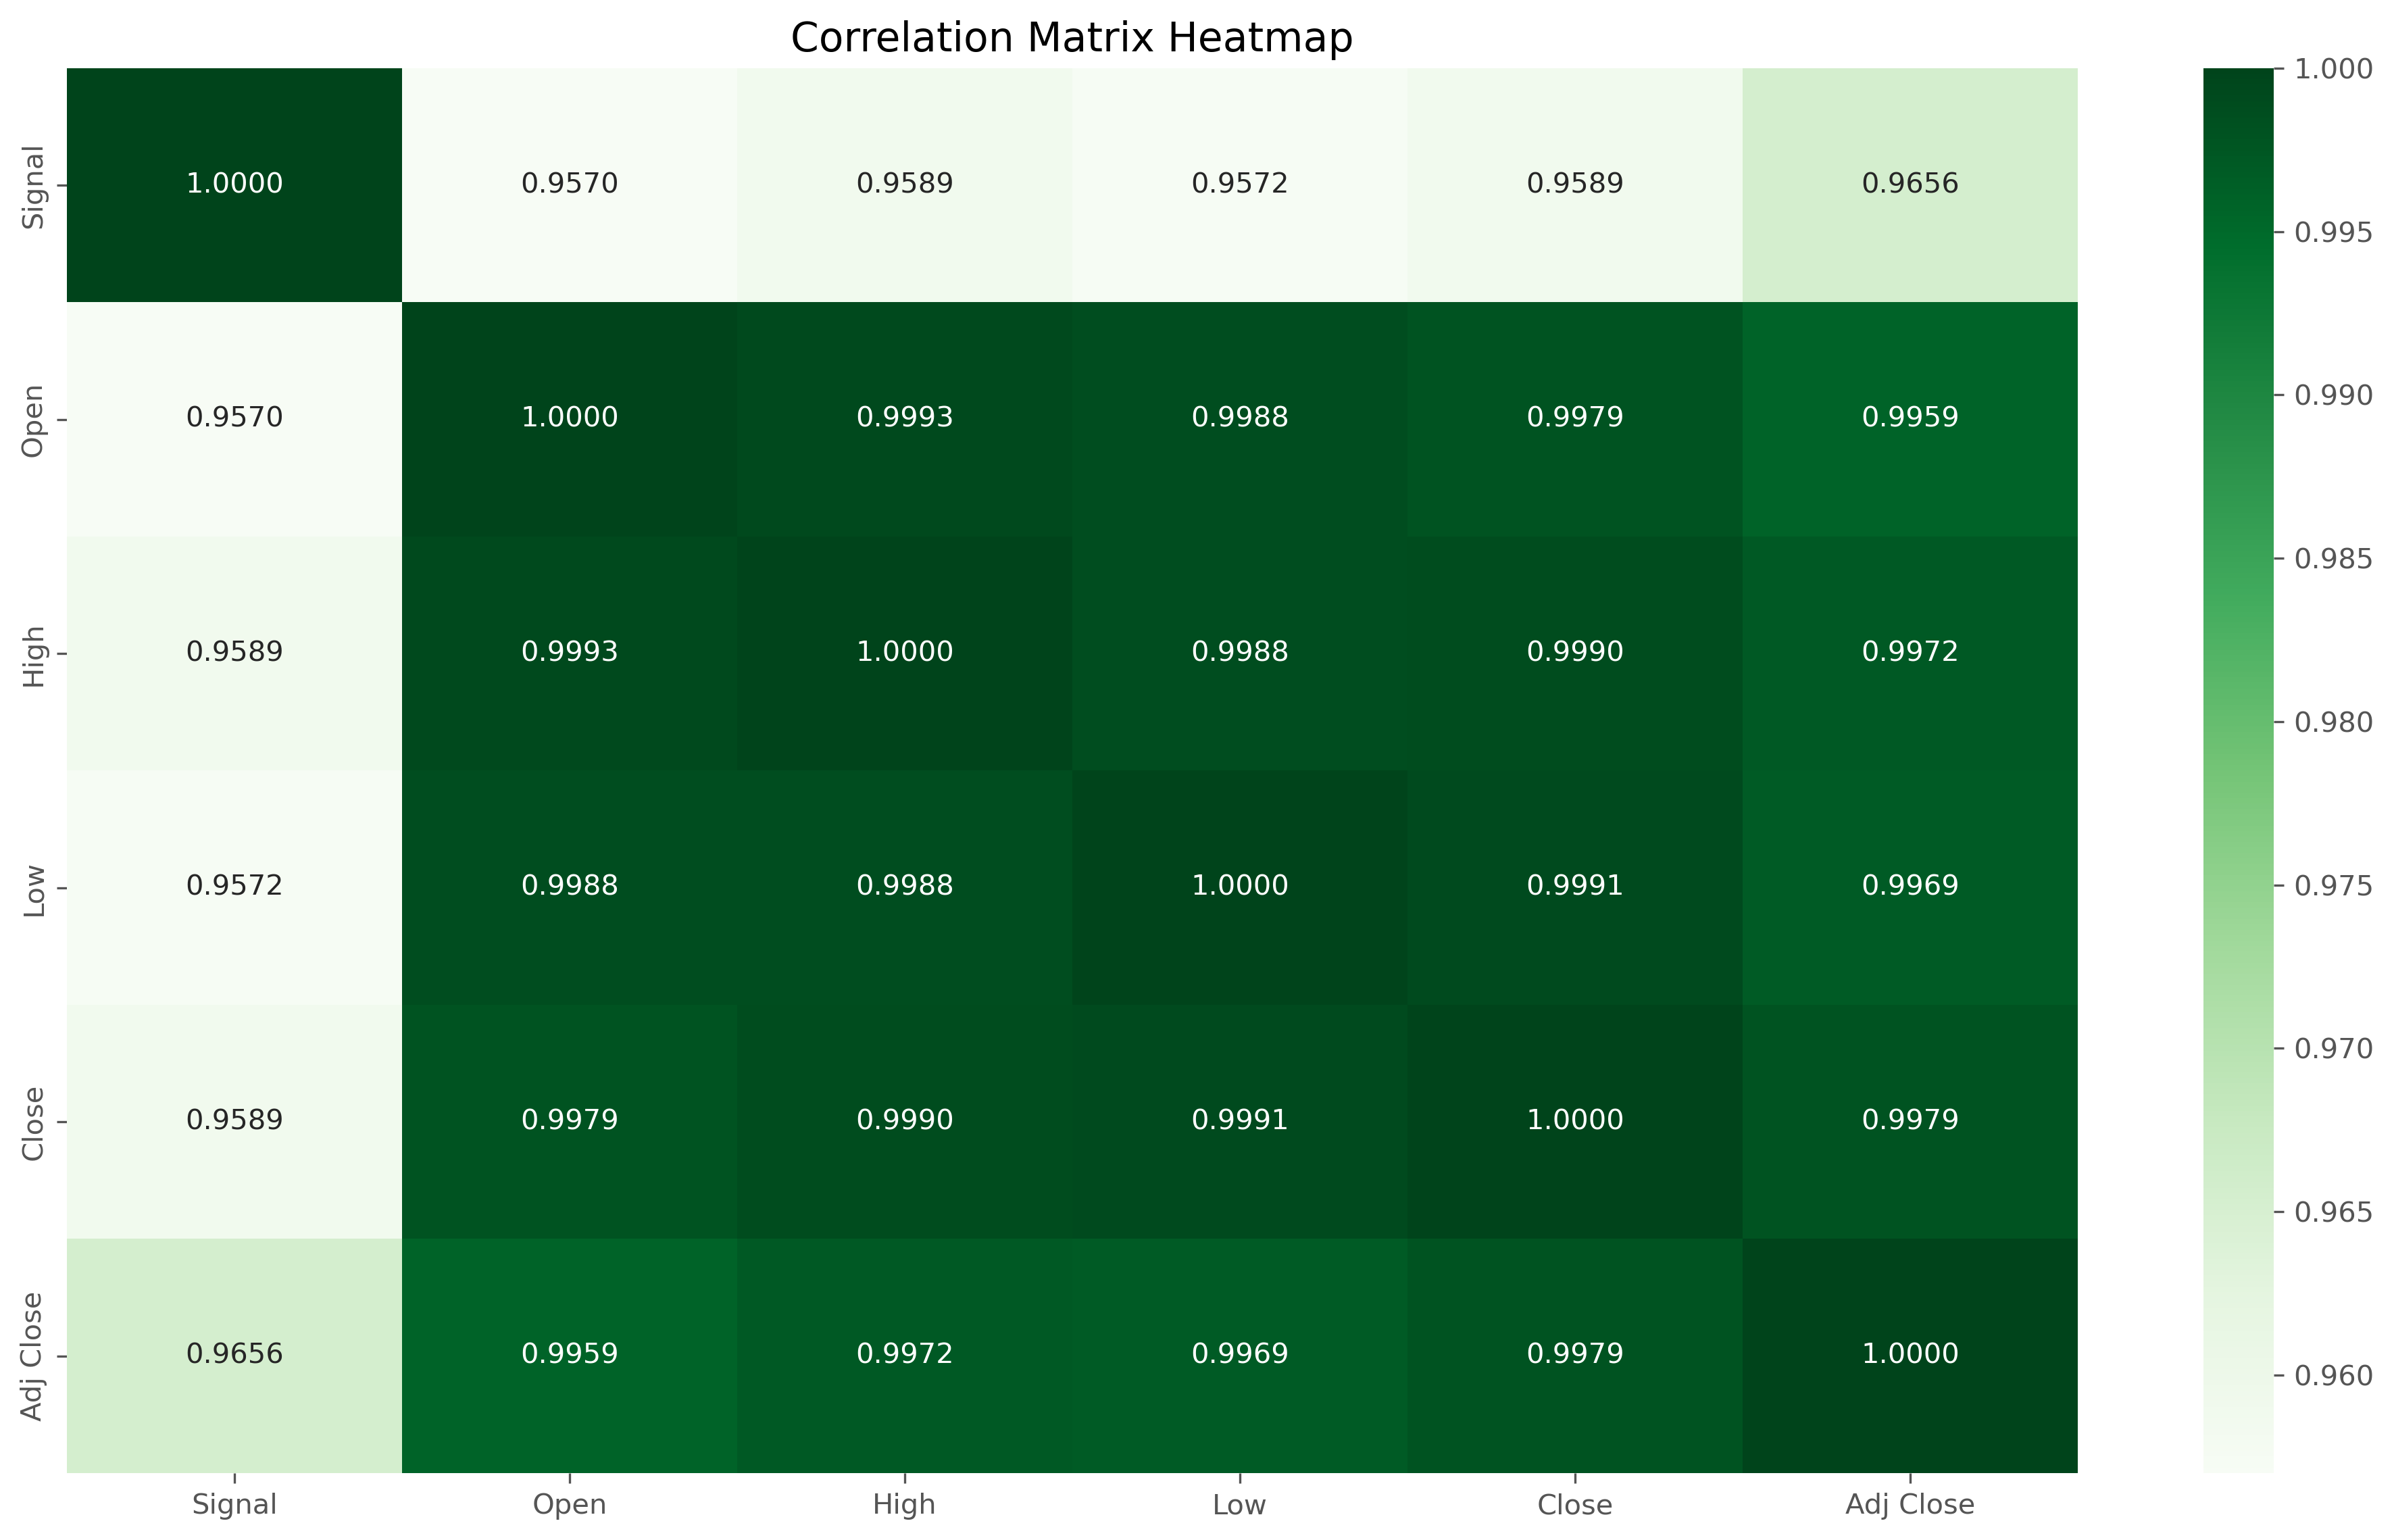 Correlation Matrix Heatmap
Signal 1.0000 0.9570 0.9589 0.9572 0.9589 0.9656
Open 0.9570 1.0000 0.9993 0.9988 0.9979 0.9959
High 0.9589 0.9993 1.0000 0.9988 0.9990 0.9972
Low 0.9572 0.9988 0.9988 1.0000 0.9991 0.9969
Close 0.9589 0.9979 0.9990 0.9991 1.0000 0.9979
Adj Close 0.9656 0.9959 0.9972 0.9969 0.9979 1.0000
Signal Open High Low Close Adj Close
1.000
0.995
0.990
0.985
0.980
0.975
0.970
0.965
0.960